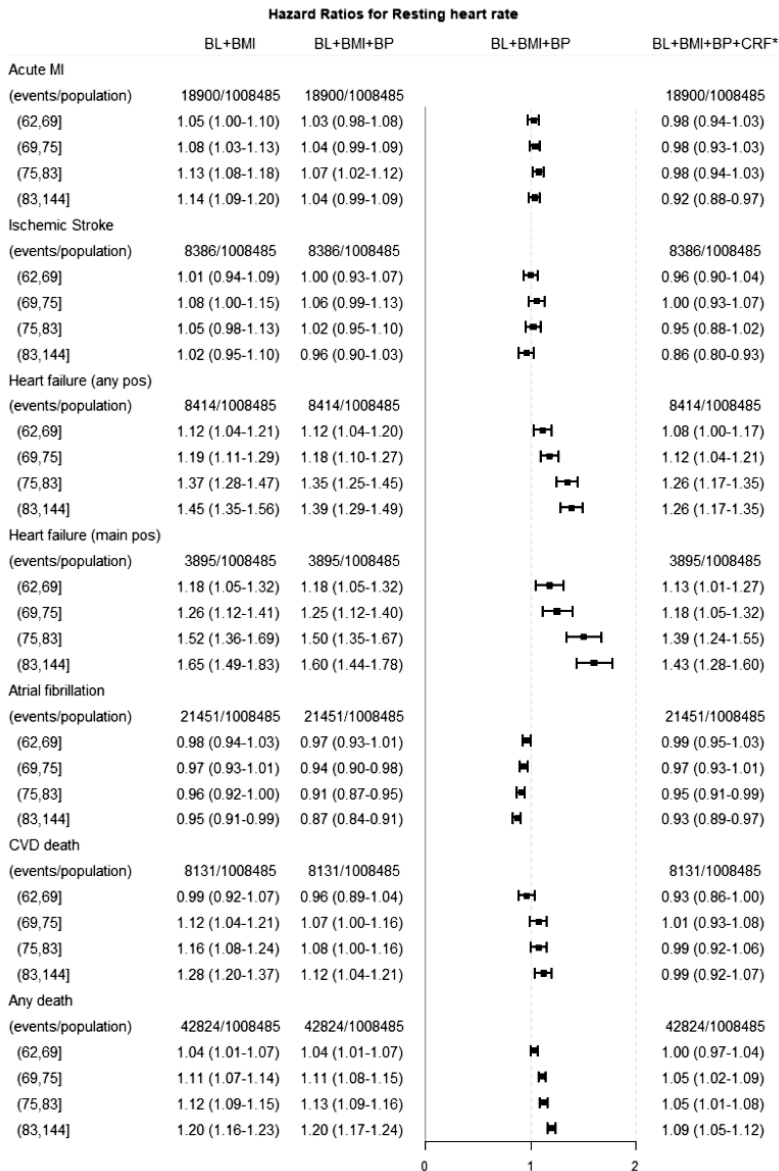 Hazard Ratios for Resting heart rate
BL+BMI BL+BMI+BP BL+BMI+BP BL+BMI+BP+CRF*
Acute MI
(events/population) 18900/1008485 18900/1008485 18900/1008485
(62,69] 1.05 (1.00-1.10) 1.03 (0.98-1.08) 0.98 (0.94-1.03)
(69,75] 1.08 (1.03-1.13) 1.04 (0.99-1.09) 0.98 (0.93-1.03)
(75,83] 1.13 (1.08-1.18) 1.07 (1.02-1.12) 0.98 (0.94-1.03)
(83,144] 1.14 (1.09-1.20) 1.04 (0.99-1.09) 0.92 (0.88-0.97)
Ischemic Stroke
(events/population) 8386/1008485 8386/1008485 8386/1008485
(62,69] 1.01 (0.94-1.09) 1.00 (0.93-1.07) 0.96 (0.90-1.04)
(69,75] 1.08 (1.00-1.15) 1.06 (0.99-1.13) 1.00 (0.93-1.07)
(75,83] 1.05 (0.98-1.13) 1.02 (0.95-1.10) 0.95 (0.88-1.02)
(83,144] 1.02 (0.95-1.10) 0.96 (0.90-1.03) 0.86 (0.80-0.93)
Heart failure (any pos)
(events/population) 8414/1008485 8414/1008485 8414/1008485
(62,69] 1.12 (1.04-1.21) 1.12 (1.04-1.20) 1.08 (1.00-1.17)
(69,75] 1.19 (1.11-1.29) 1.18 (1.10-1.27) 1.12 (1.04-1.21)
(75,83] 1.37 (1.28-1.47) 1.35 (1.25-1.45) 1.26 (1.17-1.35)
(83,144] 1.45 (1.35-1.56) 1.39 (1.29-1.49) 1.26 (1.17-1.35)
Heart failure (main pos)
(events/population) 3895/1008485 3895/1008485 3895/1008485
(62,69] 1.18 (1.05-1.32) 1.18 (1.05-1.32) 1.13 (1.01-1.27)
(69,75] 1.26 (1.12-1.41) 1.25 (1.12-1.40) 1.18 (1.05-1.32)
(75,83] 1.52 (1.36-1.69) 1.50 (1.35-1.67) 1.39 (1.24-1.55)
(83,144] 1.65 (1.49-1.83) 1.60 (1.44-1.78) 1.43 (1.28-1.60)
Atrial fibrillation
(events/population) 21451/1008485 21451/1008485 21451/1008485
(62,69] 0.98 (0.94-1.03) 0.97 (0.93-1.01) 0.99 (0.95-1.03)
(69,75] 0.97 (0.93-1.01) 0.94 (0.90-0.98) 0.97 (0.93-1.01)
(75,83] 0.96 (0.92-1.00) 0.91 (0.87-0.95) 0.95 (0.91-0.99)
(83,144] 0.95 (0.91-0.99) 0.87 (0.84-0.91) 0.93 (0.89-0.97)
CVD death
(events/population) 8131/1008485 8131/1008485 8131/1008485
(62,69] 0.99 (0.92-1.07) 0.96 (0.89-1.04) 0.93 (0.86-1.00)
(69,75] 1.12 (1.04-1.21) 1.07 (1.00-1.16) 1.01 (0.93-1.08)
(75,83] 1.16 (1.08-1.24) 1.08 (1.00-1.16) 0.99 (0.92-1.06)
(83,144] 1.28 (1.20-1.37) 1.12 (1.04-1.21) 0.99 (0.92-1.07)
Any death
(events/population) 42824/1008485 42824/1008485 42824/1008485
(62,69] 1.04 (1.01-1.07) 1.04 (1.01-1.07) 1.00 (0.97-1.04)
(69,75] 1.11 (1.07-1.14) 1.11 (1.08-1.15) 1.05 (1.02-1.09)
(75,83] 1.12 (1.09-1.15) 1.13 (1.09-1.16) 1.05 (1.01-1.08)
(83,144] 1.20 (1.16-1.23) 1.20 (1.17-1.24) 1.09 (1.05-1.12)
0 1 2